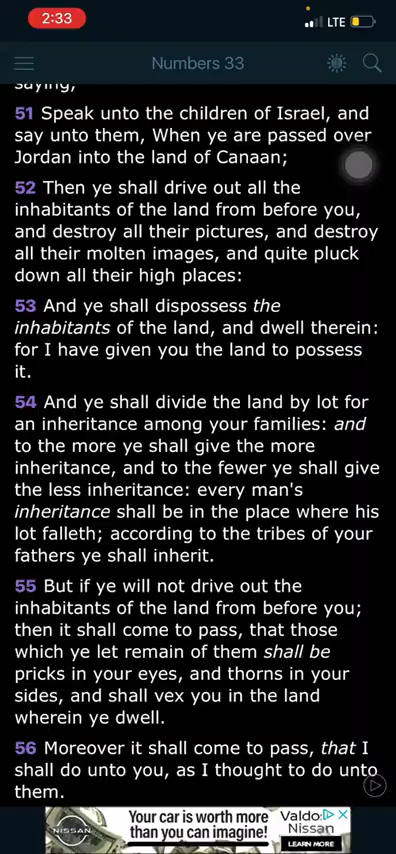 2:33
LTE
Numbers 33
saying,
51 Speak unto the children of Israel, and
say unto them, When ye are passed over
Jordan into the land of Canaan;
52 Then ye shall drive out all the
inhabitants of the land from before you,
and destroy all their pictures, and destroy
all their molten images, and quite pluck
down all their high places:
53 And ye shall dispossess the
inhabitants of the land, and dwell therein:
for I have given you the land to possess
it.
54 And ye shall divide the land by lot for
an inheritance among your families: and
to the more ye shall give the more
inheritance, and to the fewer ye shall give
the less inheritance: every man's
inheritance shall be in the place where his
lot falleth; according to the tribes of your
fathers ye shall inherit.
55 But if ye will not drive out the
inhabitants of the land from before you;
then it shall come to pass, that those
which ye let remain of them shall be
pricks in your eyes, and thorns in your
sides, and shall vex you in the land
wherein ye dwell.
56 Moreover it shall come to pass, that I
shall do unto you, as I thought to do unto
them.
NISSAN
Your car is worth more
than you can imagine!
Valdo
Nissan
LEARN MORE